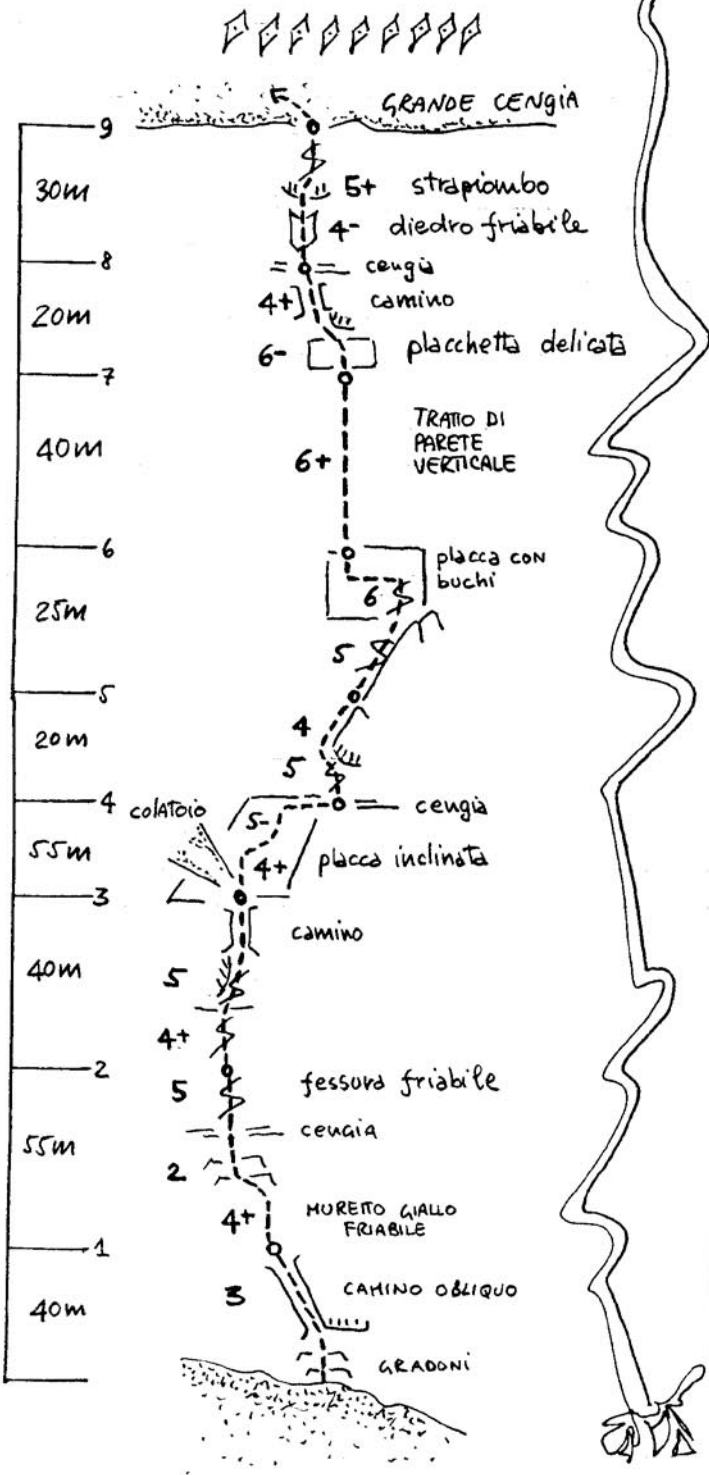 GRANDE CENGIA
9
30m
5+ strapiombo
4- diedro friabile
8
cengia
4+ camino
20m
6- placchetta delicata
7
TRATTO DI
PARETE
VERTICALE
40m
6+
6
placca con
buchi
6
25m
5
5
4
20m
5
4
cengia
COLATOIO
5-
55m
4+
placca inclinata
3
camino
40m
5
4+
2
5
fessura friabile
cengia
55m
2
4+
MURETTO GIALLO
FRIABILE
1
3
CAMINO OBLIQUO
40m
GRADONI